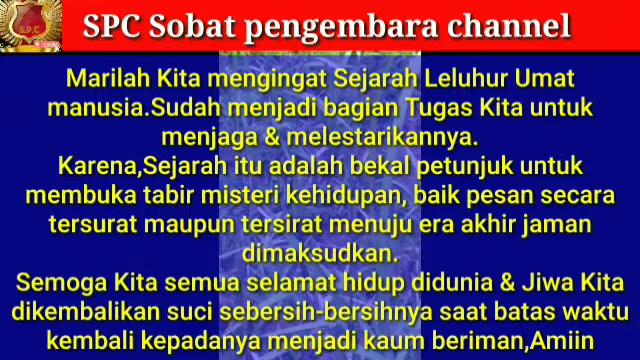 S.P.C
SPC Sobat pengembara channel
Marilah Kita mengingat Sejarah Leluhur Umat
manusia.Sudah menjadi bagian Tugas Kita untuk
menjaga & melestarikannya.
Karena,Sejarah itu adalah bekal petunjuk untuk
membuka tabir misteri kehidupan, baik pesan secara
tersurat maupun tersirat menuju era akhir jaman
dimaksudkan.
Semoga Kita semua selamat hidup didunia & Jiwa Kita
dikembalikan suci sebersih-bersihnya saat batas waktu
kembali kepadanya menjadi kaum beriman,Amiin